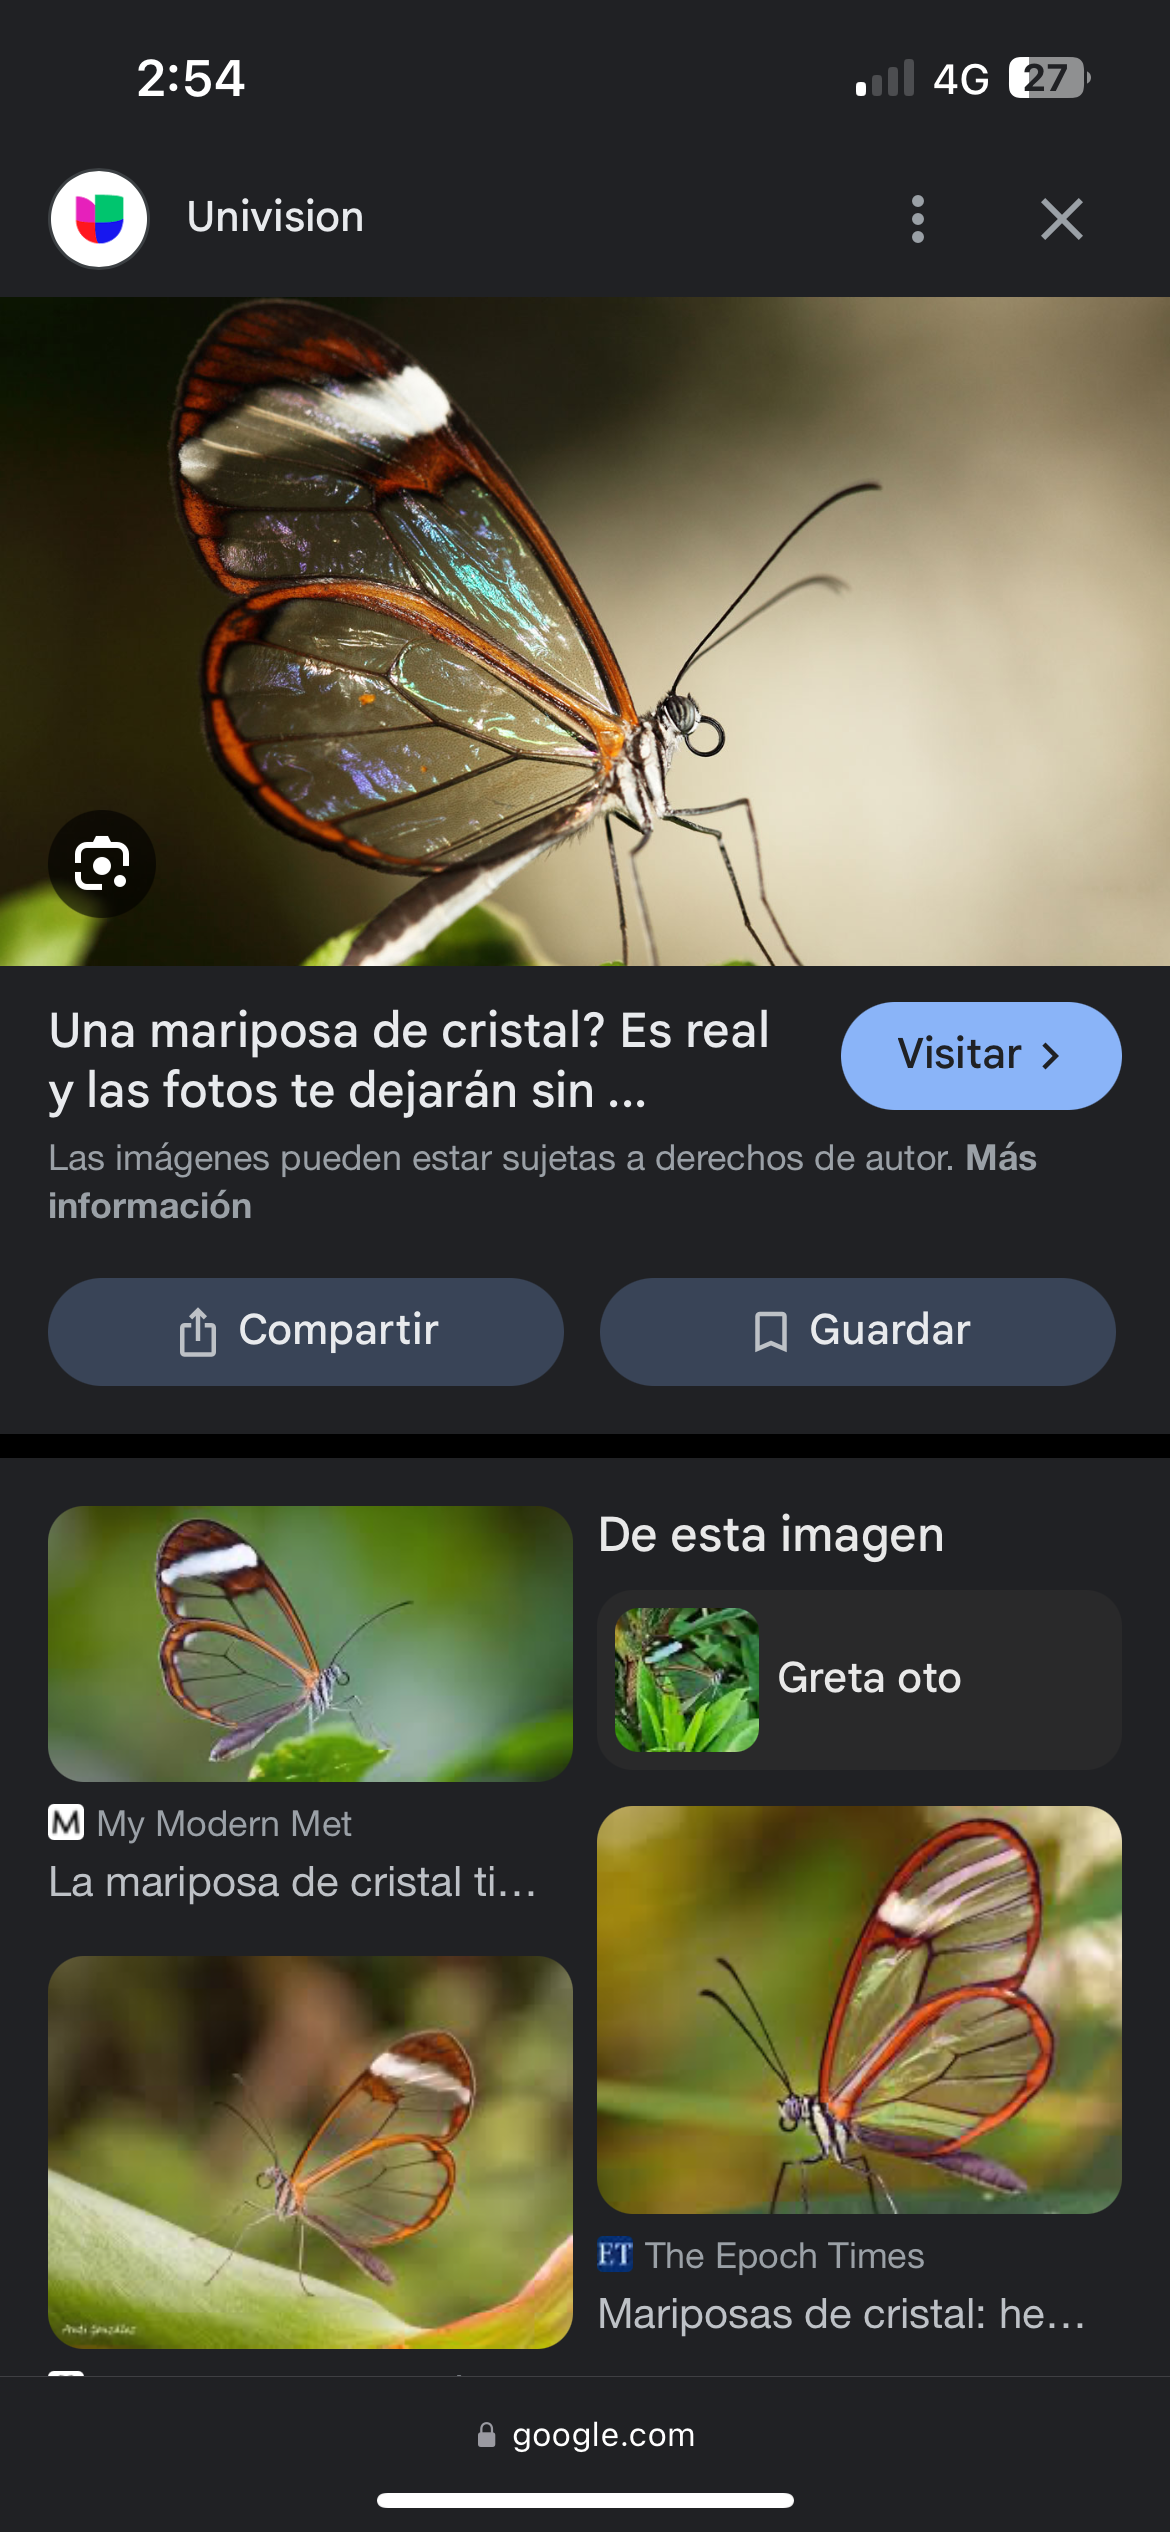 2:54
4G
27
Univision
Una mariposa de cristal? Es real
y las fotos te dejarán sin ...
Visitar
Las imágenes pueden estar sujetas a derechos de autor. Más
información
Compartir
Guardar
De esta imagen
Greta oto
M My Modern Met
La mariposa de cristal ti...
Andi González
ET The Epoch Times
Mariposas de cristal: he...
google.com